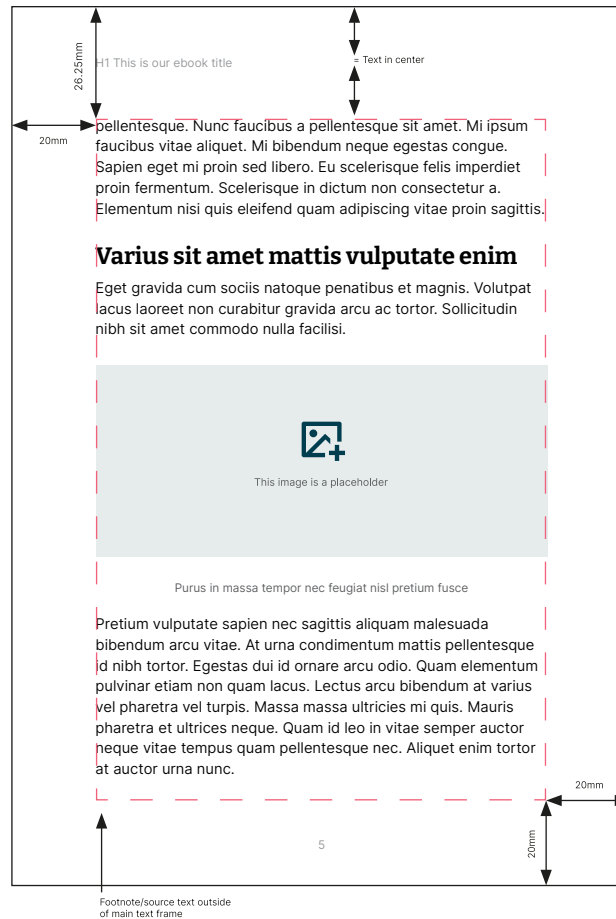 26.25mm
H1 This is our ebook title
= Text in center
20mm
pellentesque. Nunc faucibus a pellentesque sit amet. Mi ipsum
faucibus vitae aliquet. Mi bibendum neque egestas congue.
Sapien eget mi proin sed libero. Eu scelerisque felis imperdiet
proin fermentum. Scelerisque in dictum non consectetur a.
Elementum nisi quis eleifend quam adipiscing vitae proin sagittis.
Varius sit amet mattis vulputate enim
Eget gravida cum sociis natoque penatibus et magnis. Volutpat
lacus laoreet non curabitur gravida arcu ac tortor. Sollicitudin
nibh sit amet commodo nulla facilisi.
This image is a placeholder
Purus in massa tempor nec feugiat nisl pretium fusce
Pretium vulputate sapien nec sagittis aliquam malesuada
bibendum arcu vitae. At urna condimentum mattis pellentesque
id nibh tortor. Egestas dui id ornare arcu odio. Quam elementum
pulvinar etiam non quam lacus. Lectus arcu bibendum at varius
vel pharetra vel turpis. Massa massa ultricies mi quis. Mauris
pharetra et ultrices neque. Quam id leo in vitae semper auctor
neque vitae tempus quam pellentesque nec. Aliquet enim tortor
at auctor urna nunc.
20mm
20mm
5
Footnote/source text outside
of main text frame